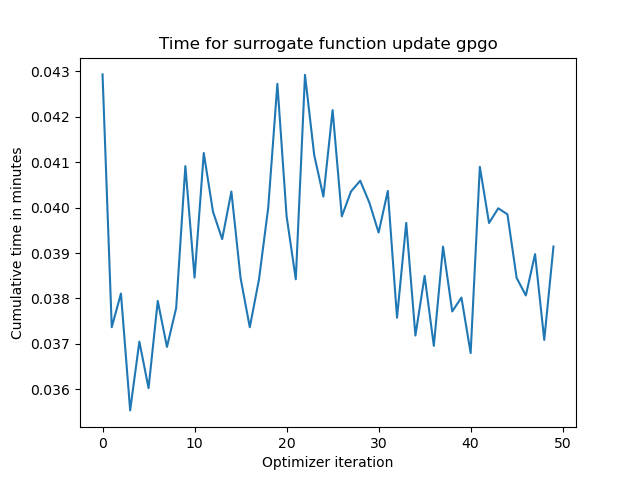 Time for surrogate function update gpgo
0.043
0.042
0.041
0.040
0.039
0.038
0.037
0.036
Cumulative time in minutes
0 10 20 30 40 50
Optimizer iteration